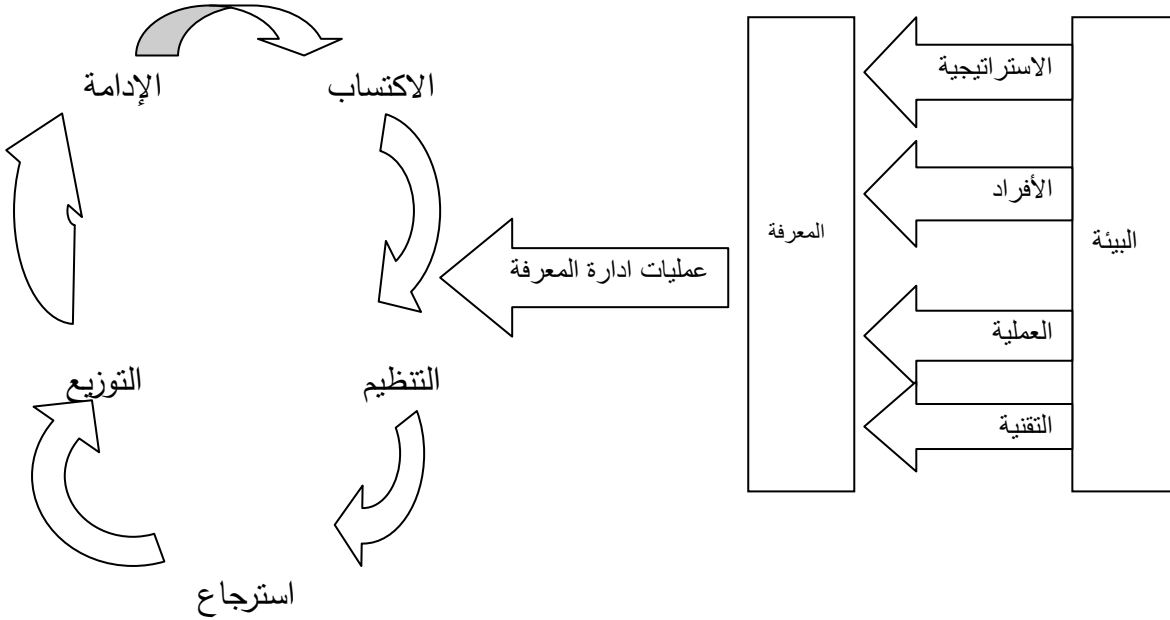 البيئة
الاستراتيجية
الأفراد
العملية
التقنية
المعرفة
عمليات ادارة المعرفة
الاكتساب
التنظيم
استرجاع
التوزيع
الإدامة